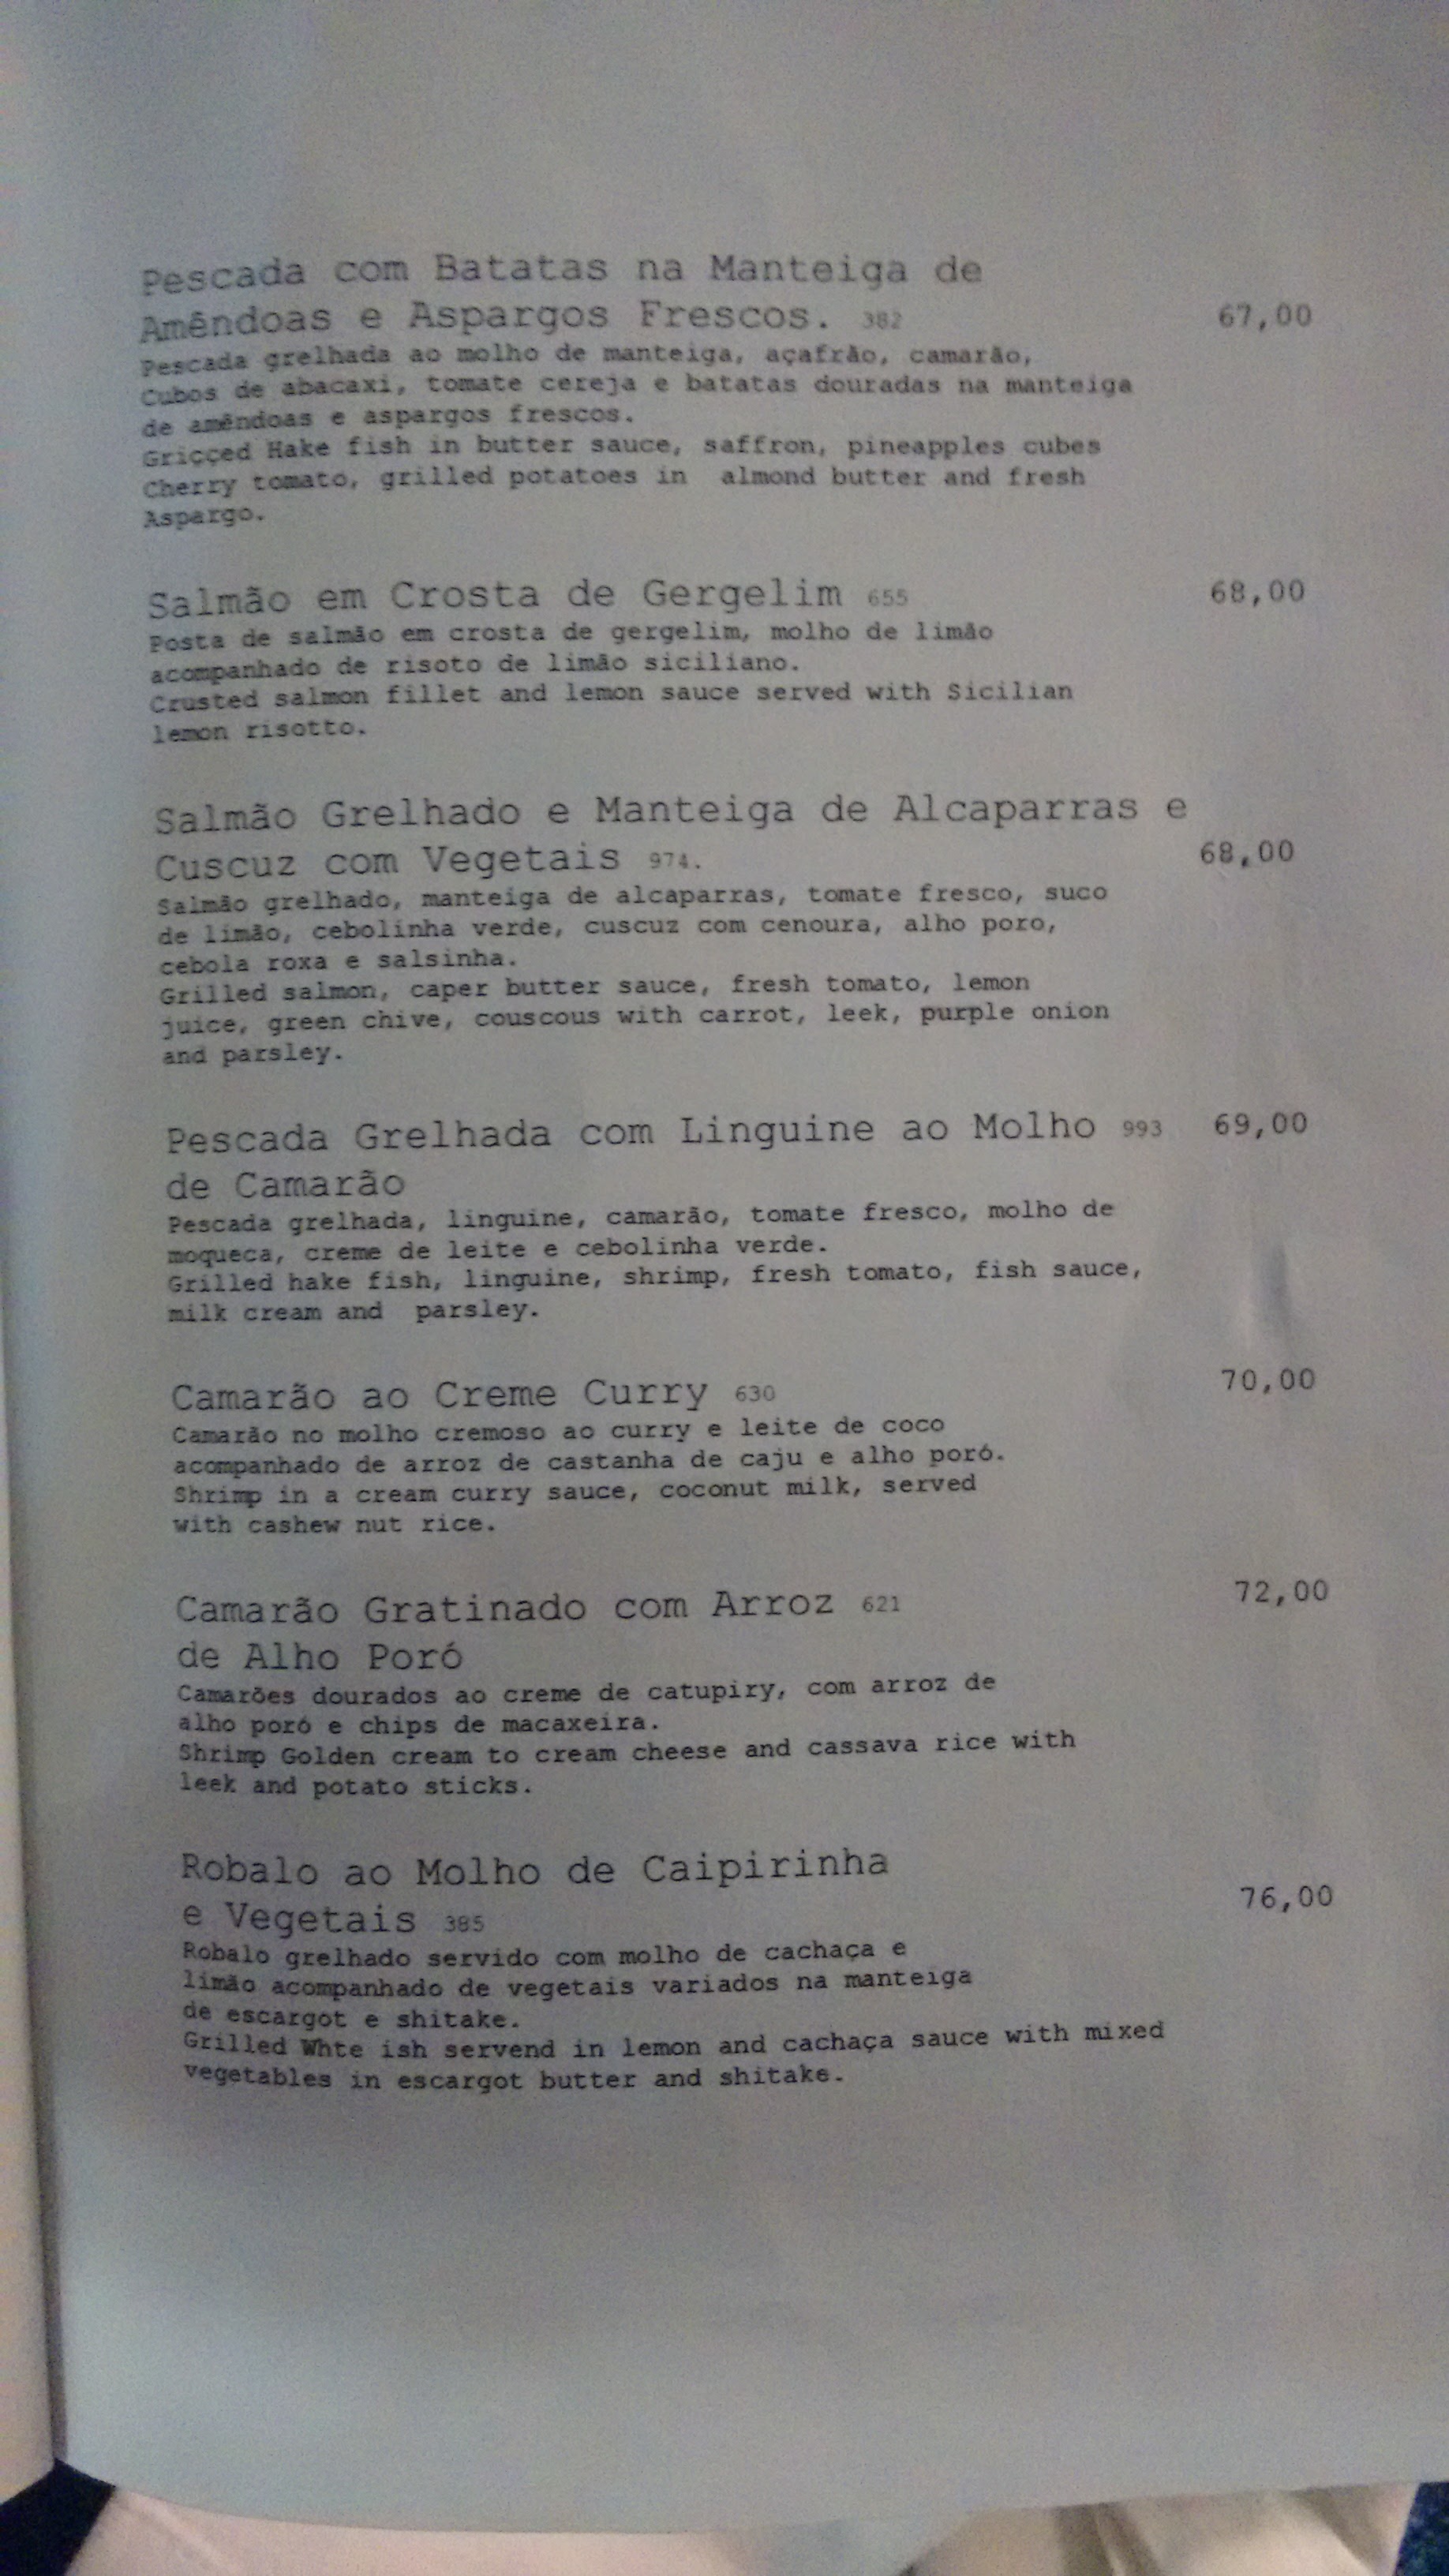 Pescada com Batatas na Manteiga de
Amêndoas e Aspargos Frescos. 382 67,00
Pescada grelhada ao molho de manteiga, açafrão, camarão,
Cubos de abacaxi, tomate cereja e batatas douradas na manteiga
de amêndoas e aspargos frescos.
Griçced Hake fish in butter sauce, saffron, pineapples cubes
Cherry tomato, grilled potatoes in almond butter and fresh
Aspargo.
Salmão em Crosta de Gergelim 655 68,00
Posta de salmão em crosta de gergelim, molho de limão
acompanhado de risoto de limão siciliano.
Crusted salmon fillet and lemon sauce served with Sicilian
lemon risotto.
Salmão Grelhado e Manteiga de Alcaparras e
Cuscuz com Vegetais 974. 68,00
Salmão grelhado, manteiga de alcaparras, tomate fresco, suco
de limão, cebolinha verde, cuscuz com cenoura, alho poro,
cebola roxa e salsinha.
Grilled salmon, caper butter sauce, fresh tomato, lemon
juice, green chive, couscous with carrot, leek, purple onion
and parsley.
Pescada Grelhada com Linguine ao Molho 993 69,00
de Camarão
Pescada grelhada, linguine, camarão, tomate fresco, molho de
moqueca, creme de leite e cebolinha verde.
Grilled hake fish, linguine, shrimp, fresh tomato, fish sauce,
milk cream and parsley.
Camarão ao Creme Curry 630 70,00
Camarão no molho cremoso ao curry e leite de coco
acompanhado de arroz de castanha de caju e alho poró.
Shrimp in a cream curry sauce, coconut milk, served
with cashew nut rice.
Camarão Gratinado com Arroz 621 72,00
de Alho Poró
Camarões dourados ao creme de catupiry, com arroz de
alho poró e chips de macaxeira.
Shrimp Golden cream to cream cheese and cassava rice with
leek and potato sticks.
Robalo ao Molho de Caipirinha
e Vegetais 385 76,00
Robalo grelhado servido com molho de cachaça e
limão acompanhado de vegetais variados na manteiga
de escargot e shitake.
Grilled Whte ish servend in lemon and cachaça sauce with mixed
vegetables in escargot butter and shitake.